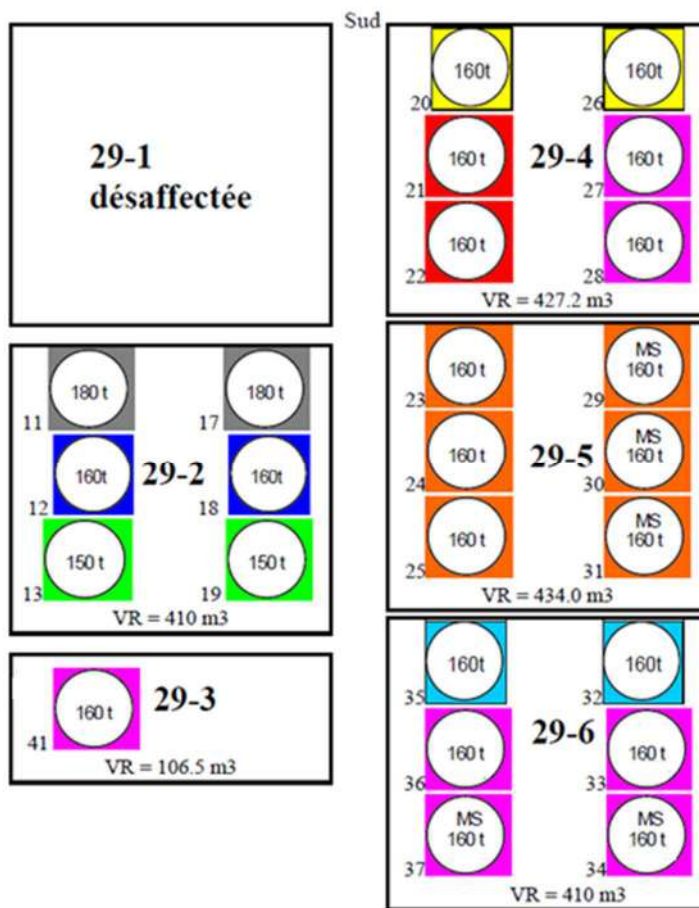 Sud
29-1
désaffectée
180 t
180 t
11
17
29-2
160t
160t
12
18
150 t
150 t
13
19
VR = 410 m3
29-3
160 t
41
VR = 106.5 m3
160t
160t
20
26
29-4
160 t
160 t
21
27
160 t
160 t
22
28
VR = 427.2 m3
160 t
MS
160 t
23
29
29-5
160 t
MS
160 t
24
30
160 t
MS
160 t
25
31
VR = 434.0 m3
160t
160t
35
32
29-6
160 t
160 t
36
33
MS
160 t
MS
160 t
37
34
VR = 410 m3